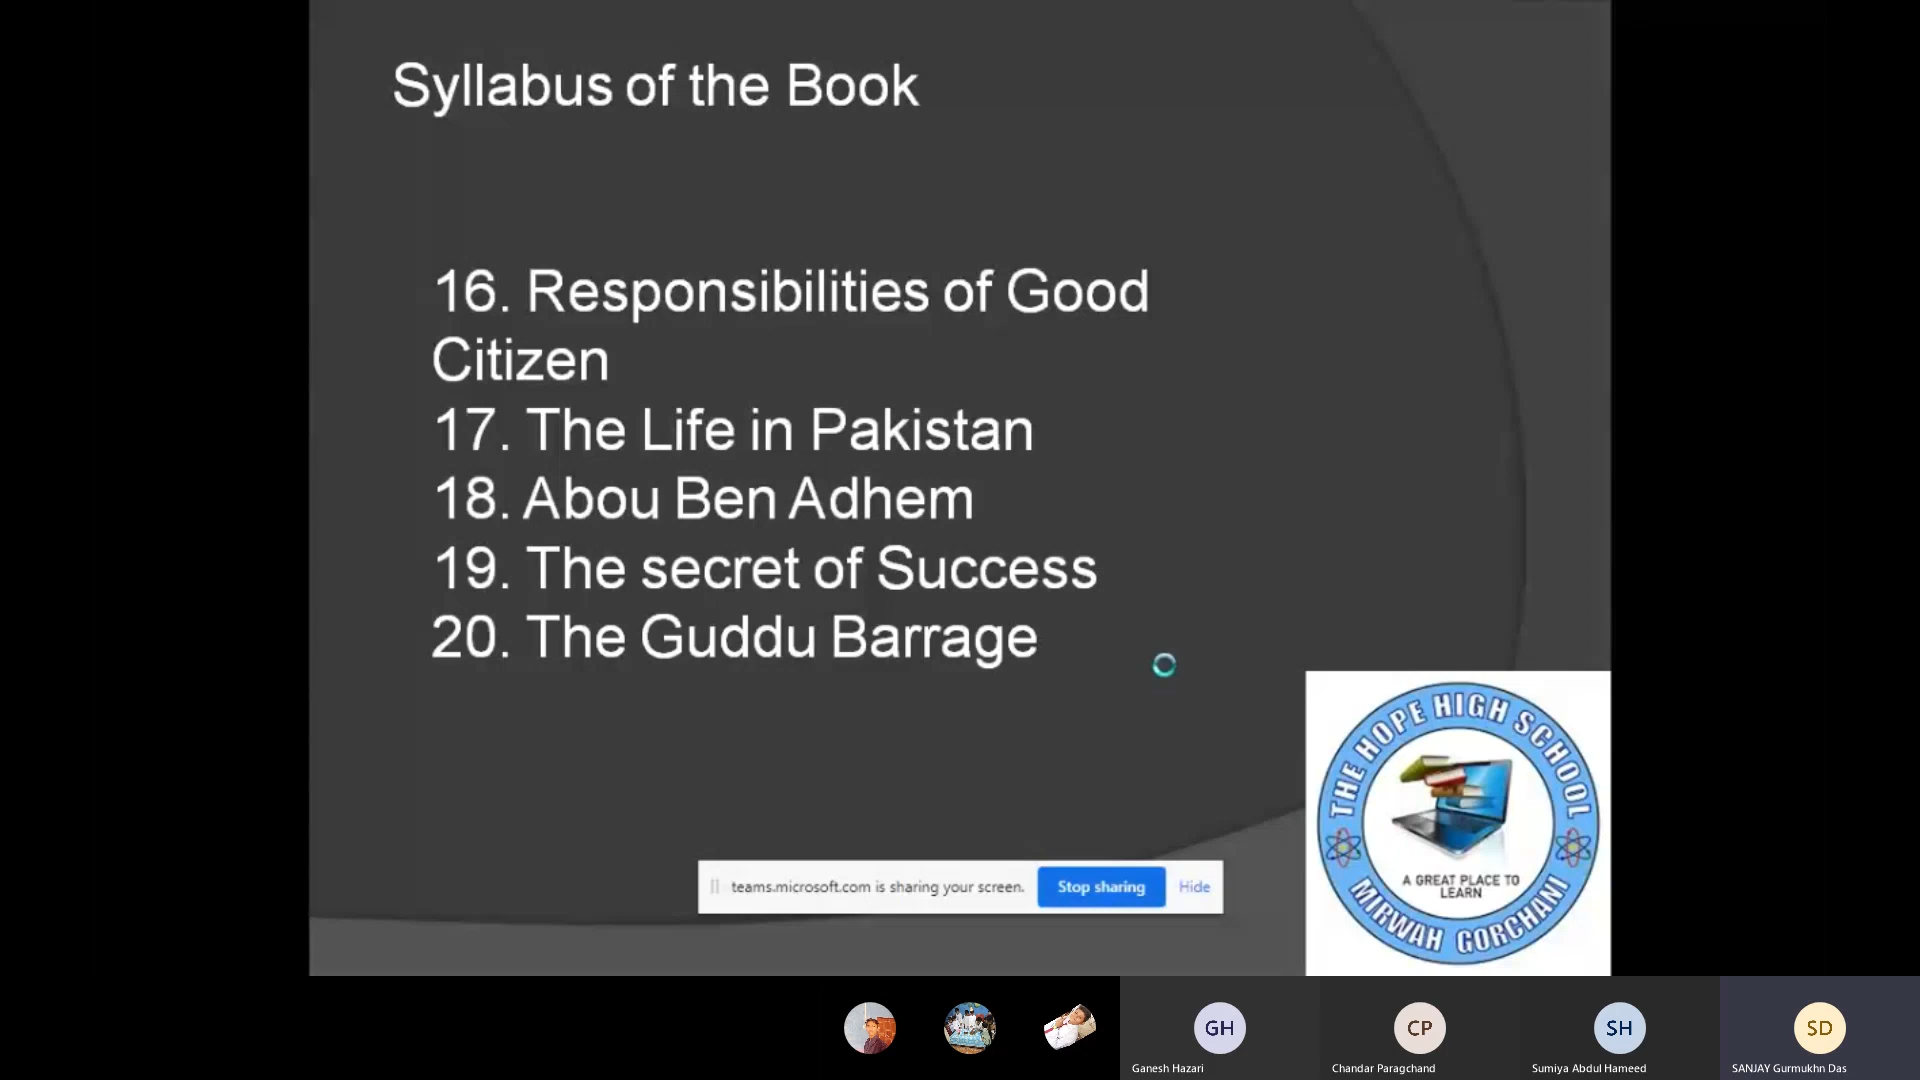 Syllabus of the Book
16. Responsibilities of Good
Citizen
17. The Life in Pakistan
18. Abou Ben Adhem
19. The secret of Success
20. The Guddu Barrage
THE HOPE HIGH SCHOOL
A GREAT PLACE TO
LEARN
MIRWAH GORCHANI
teams.microsoft.com is sharing your screen. Stop sharing Hide
GH CP SH SD
Ganesh Hazari Chandar Paragchand Sumiya Abdul Hameed SANJAY Gurmukhn Das